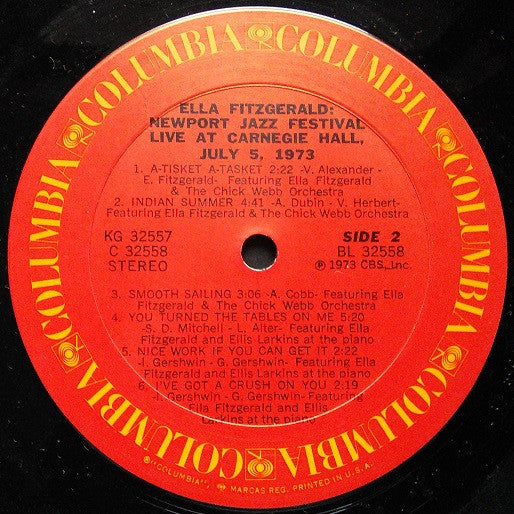 COLUMBIA COLUMBIA COLUMBIA COLUMBIA COLUMBIA COLUMBIA
ELLA FITZGERALD:
NEWPORT JAZZ FESTIVAL
LIVE AT CARNEGIE HALL,
JULY 5, 1973
1. A-TISKET A-TASKET 2:22 -V. Alexander -
E. Fitzgerald- Featuring Ella Fitzgerald
& The Chick Webb Orchestra
2. INDIAN SUMMER 4:41 -A. Dubin - V. Herbert-
Featuring Ella Fitzgerald & The Chick Webb Orchestra
KG 32557
C 32558
STEREO
SIDE 2
BL 32558
℗ 1973 CBS, Inc.
3. SMOOTH SAILING 3:06 -A. Cobb- Featuring Ella
Fitzgerald & The Chick Webb Orchestra
4. YOU TURNED THE TABLES ON ME 5:20
-S. D. Mitchell - L. Alter- Featuring Ella
Fitzgerald and Ellis Larkins at the piano
5. NICE WORK IF YOU CAN GET IT 2:22
-I. Gershwin - G. Gershwin- Featuring Ella
Fitzgerald and Ellis Larkins at the piano
6. I'VE GOT A CRUSH ON YOU 2:19
-I. Gershwin - G. Gershwin- Featuring
Ella Fitzgerald and Ellis
Larkins at the piano
®"COLUMBIA", MARCAS REG. PRINTED IN U.S.A.